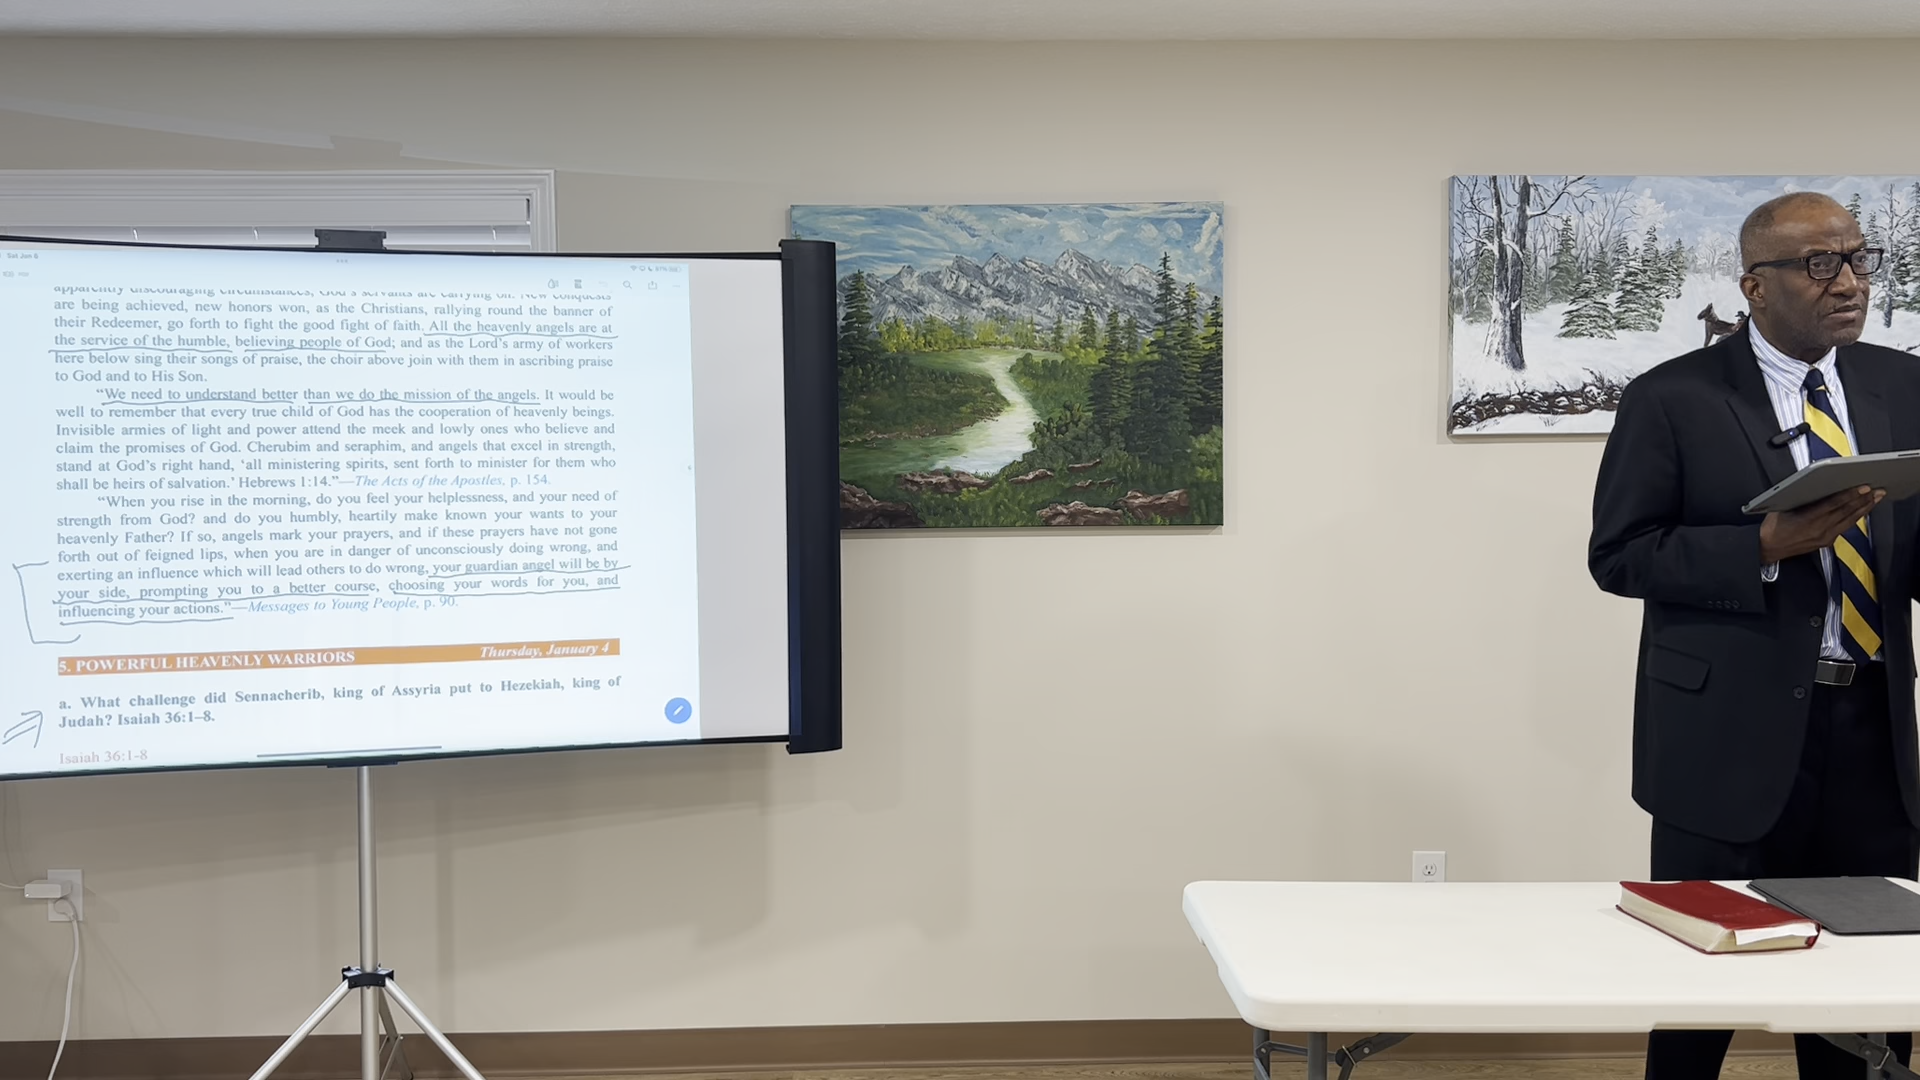 Sat Jan 6
apparently discouraging circumstances, God's servants are carrying on. New conquests
are being achieved, new honors won, as the Christians, rallying round the banner of
their Redeemer, go forth to fight the good fight of faith. All the heavenly angels are at
the service of the humble, believing people of God; and as the Lord's army of workers
here below sing their songs of praise, the choir above join with them in ascribing praise
to God and to His Son.
“We need to understand better than we do the mission of the angels. It would be
well to remember that every true child of God has the cooperation of heavenly beings.
Invisible armies of light and power attend the meek and lowly ones who believe and
claim the promises of God. Cherubim and seraphim, and angels that excel in strength,
stand at God's right hand, ‘all ministering spirits, sent forth to minister for them who
shall be heirs of salvation.’ Hebrews 1:14.”—The Acts of the Apostles, p. 154.
“When you rise in the morning, do you feel your helplessness, and your need of
strength from God? and do you humbly, heartily make known your wants to your
heavenly Father? If so, angels mark your prayers, and if these prayers have not gone
forth out of feigned lips, when you are in danger of unconsciously doing wrong, and
exerting an influence which will lead others to do wrong, your guardian angel will be by
your side, prompting you to a better course, choosing your words for you, and
influencing your actions.”—Messages to Young People, p. 90.
5. POWERFUL HEAVENLY WARRIORS Thursday, January 4
a. What challenge did Sennacherib, king of Assyria put to Hezekiah, king of
Judah? Isaiah 36:1–8.
Isaiah 36:1-8